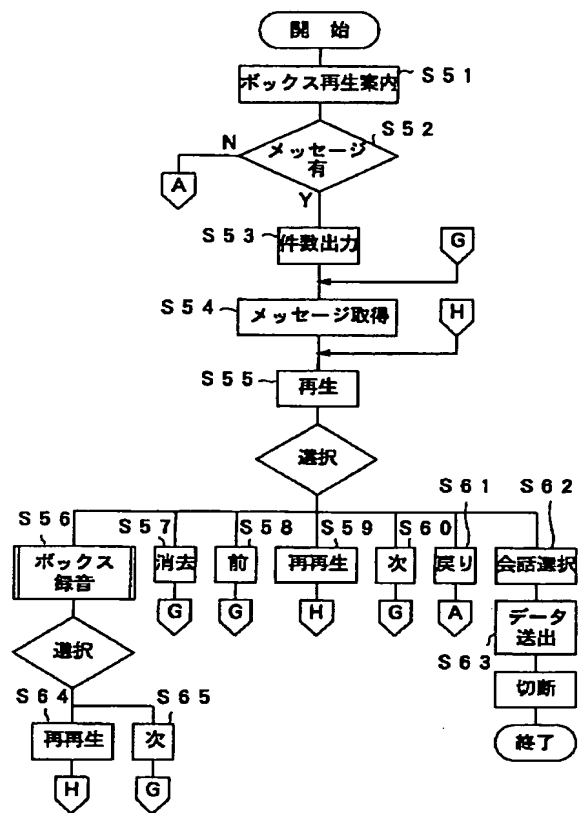 開 始
ボックス再生案内
S51
メッセージ
有
S52
N
Y
A
S53
件数出力
G
S54
メッセージ取得
H
S55
再生
選択
S56
S57
S58
S59
S60
S61
S62
ボックス
録音
消去
前
再再生
次
戻り
会話選択
G
G
H
G
A
データ
送出
S63
選択
切断
S64
S65
再再生
次
終了
H
G